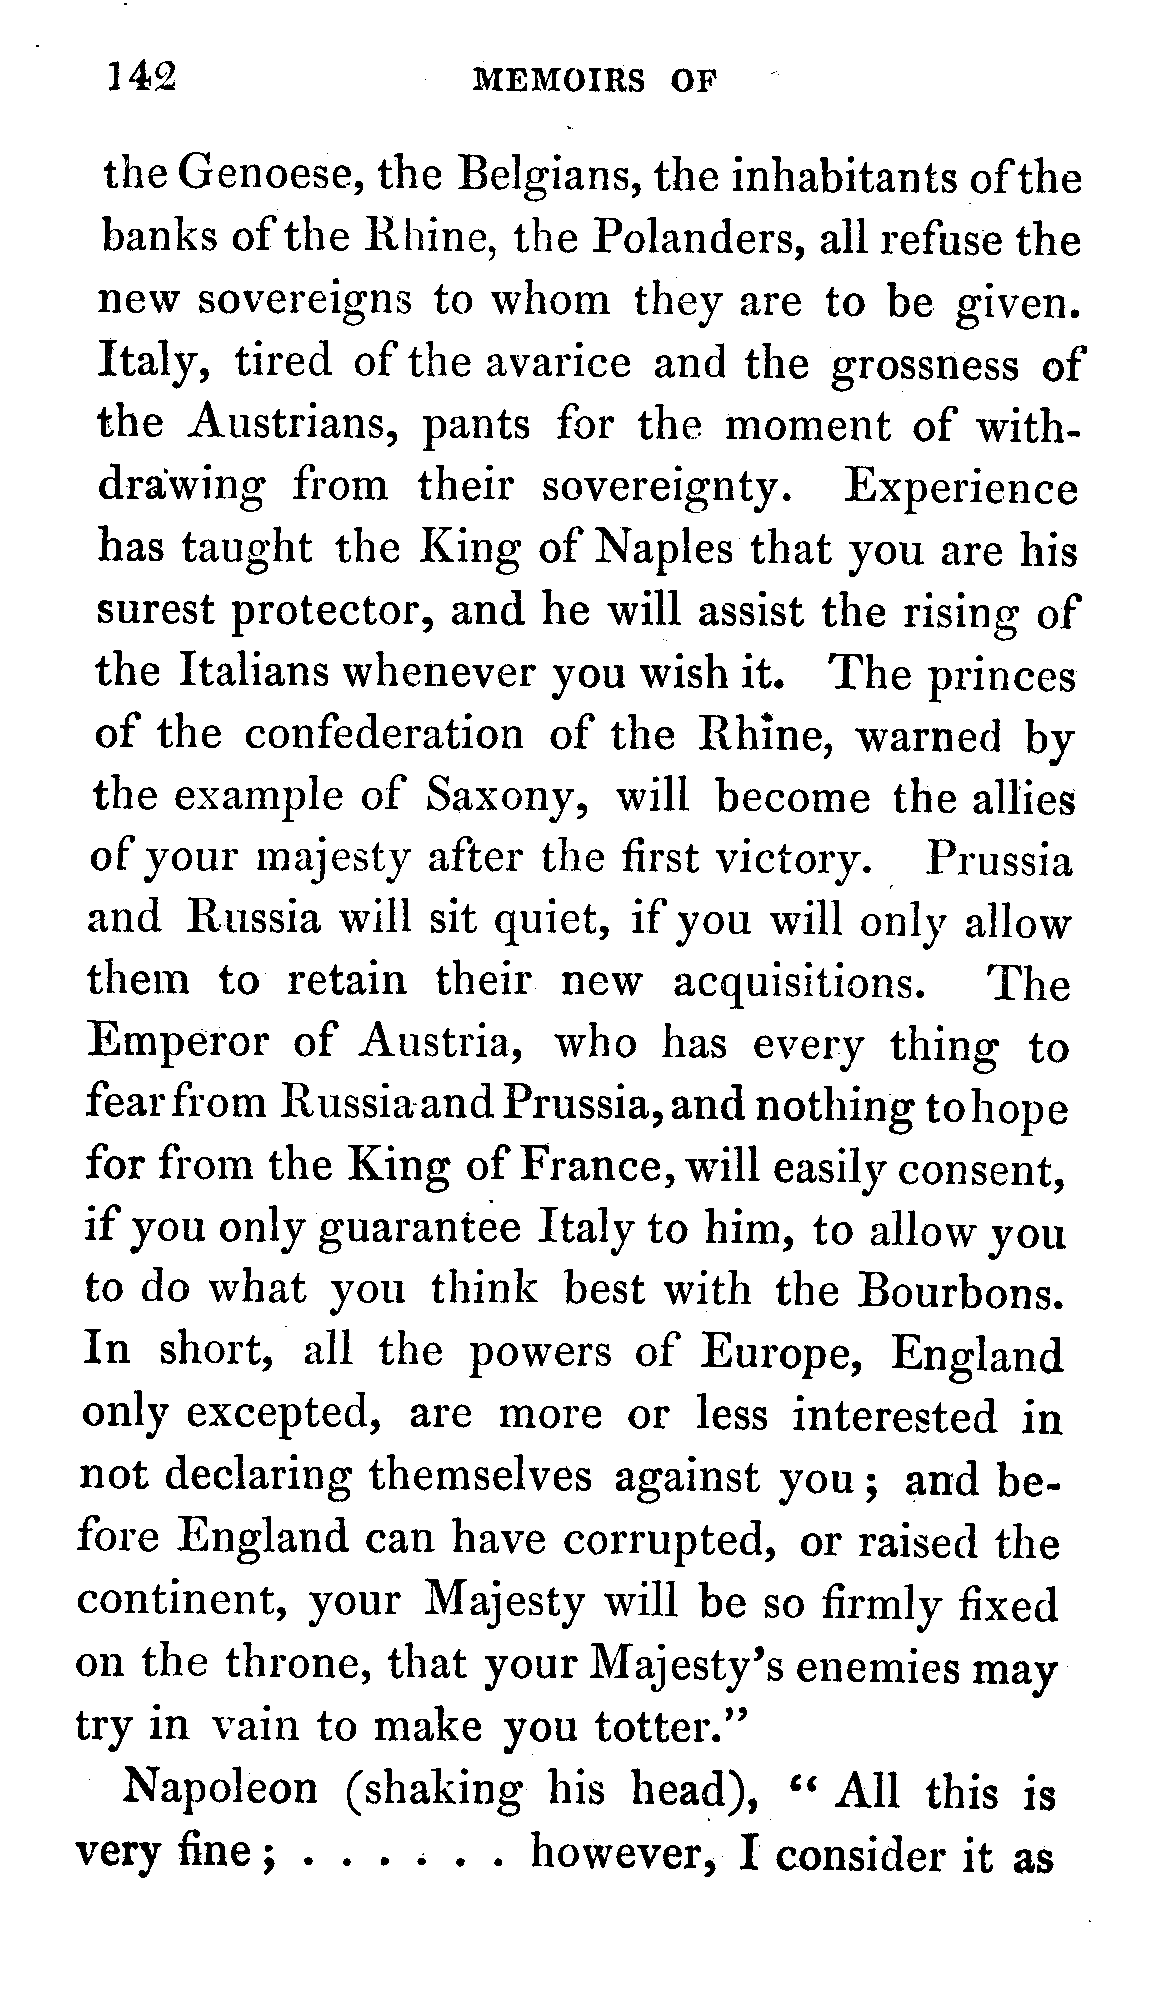 142 MEMOIRS OF
the Genoese, the Belgians, the inhabitants of the
banks of the Rhine, the Polanders, all refuse the
new sovereigns to whom they are to be given.
Italy, tired of the avarice and the grossness of
the Austrians, pants for the moment of with-
drawing from their sovereignty. Experience
has taught the King of Naples that you are his
surest protector, and he will assist the rising of
the Italians whenever you wish it. The princes
of the confederation of the Rhine, warned by
the example of Saxony, will become the allies
of your majesty after the first victory. Prussia
and Russia will sit quiet, if you will only allow
them to retain their new acquisitions. The
Emperor of Austria, who has every thing to
fear from Russia and Prussia, and nothing to hope
for from the King of France, will easily consent,
if you only guarantee Italy to him, to allow you
to do what you think best with the Bourbons.
In short, all the powers of Europe, England
only excepted, are more or less interested in
not declaring themselves against you; and be-
fore England can have corrupted, or raised the
continent, your Majesty will be so firmly fixed
on the throne, that your Majesty's enemies may
try in vain to make you totter."
Napoleon (shaking his head), "All this is
very fine; . . . . . . however, I consider it as